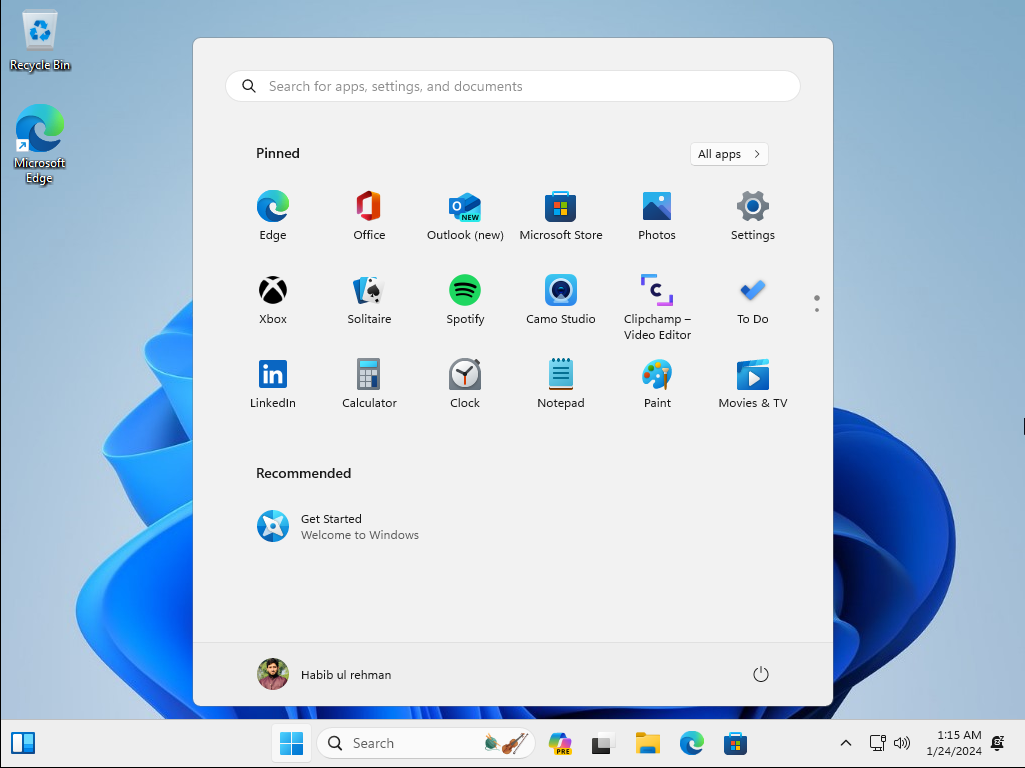 Recycle Bin
Microsoft
Edge
Search for apps, settings, and documents
Pinned
All apps
Edge
Office
Outlook (new)
Microsoft Store
Photos
Settings
Xbox
Solitaire
Spotify
Camo Studio
Clipchamp –
Video Editor
To Do
LinkedIn
Calculator
Clock
Notepad
Paint
Movies & TV
Recommended
Get Started
Welcome to Windows
Habib ul rehman
Search
PRE
1:15 AM
1/24/2024